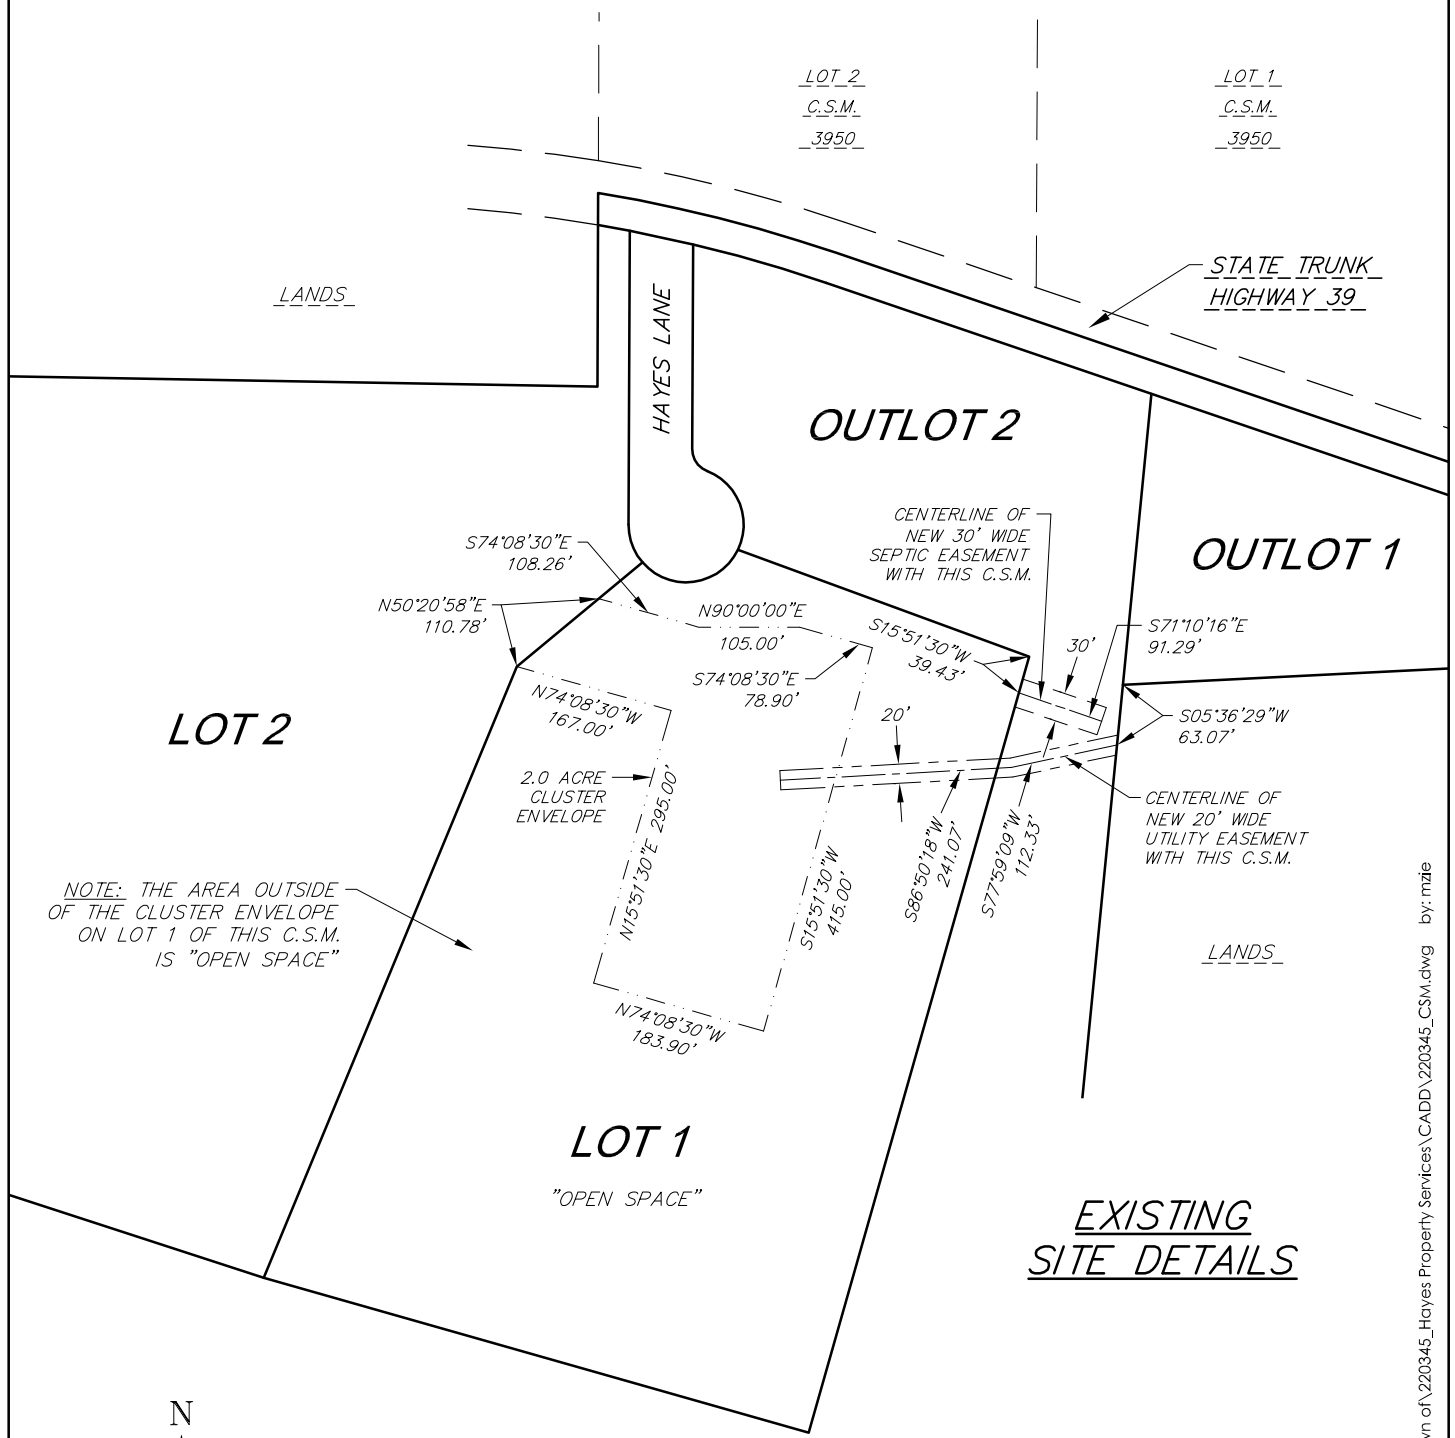 LOT 2
C.S.M.
3950
LOT 1
C.S.M.
3950
STATE TRUNK
HIGHWAY 39
LANDS
HAYES LANE
OUTLOT 2
CENTERLINE OF
NEW 30' WIDE
SEPTIC EASEMENT
WITH THIS C.S.M.
OUTLOT 1
S74°08'30"E
108.26'
N50°20'58"E
110.78'
N90°00'00"E
105.00'
S74°08'30"E
78.90'
S15°51'30"W
39.43'
30'
S71°10'16"E
91.29'
LOT 2
N74°08'30"W
167.00'
20'
S05°36'29"W
63.07'
2.0 ACRE
CLUSTER
ENVELOPE
N15°51'30"E 295.00'
S15°51'30"W
415.00'
S86°50'18"W
241.07'
S77°59'09"W
112.33'
CENTERLINE OF
NEW 20' WIDE
UTILITY EASEMENT
WITH THIS C.S.M.
NOTE: THE AREA OUTSIDE
OF THE CLUSTER ENVELOPE
ON LOT 1 OF THIS C.S.M.
IS "OPEN SPACE"
LANDS
N74°08'30"W
183.90'
LOT 1
"OPEN SPACE"
EXISTING
SITE DETAILS
N
wn of\220345_Hayes Property Services\CADD\220345_CSM.dwg by: mzie